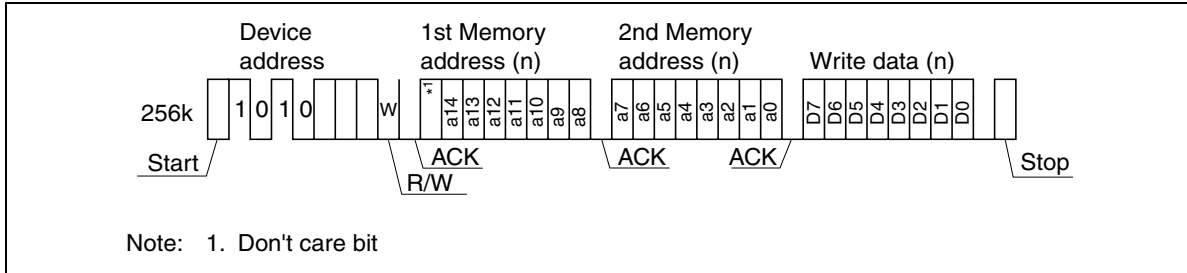 Device address
1st Memory address (n)
2nd Memory address (n)
Write data (n)
256k
1 0 1 0 W *1 a14 a13 a12 a11 a10 a9 a8 a7 a6 a5 a4 a3 a2 a1 a0 D7 D6 D5 D4 D3 D2 D1 D0
Start
ACK
ACK
ACK
Stop
R/W
Note: 1. Don't care bit